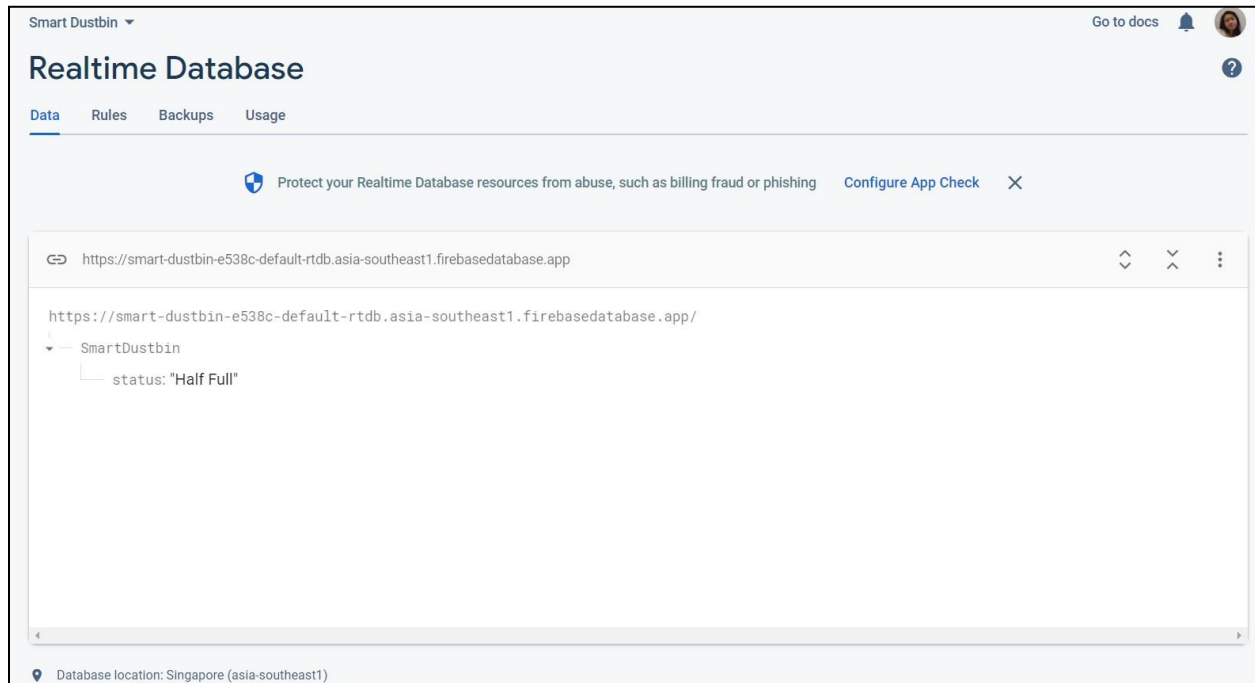 Smart Dustbin Go to docs
Realtime Database
Data Rules Backups Usage
Protect your Realtime Database resources from abuse, such as billing fraud or phishing Configure App Check
https://smart-dustbin-e538c-default-rtdb.asia-southeast1.firebasedatabase.app
https://smart-dustbin-e538c-default-rtdb.asia-southeast1.firebasedatabase.app/
SmartDustbin
status: "Half Full"
Database location: Singapore (asia-southeast1)